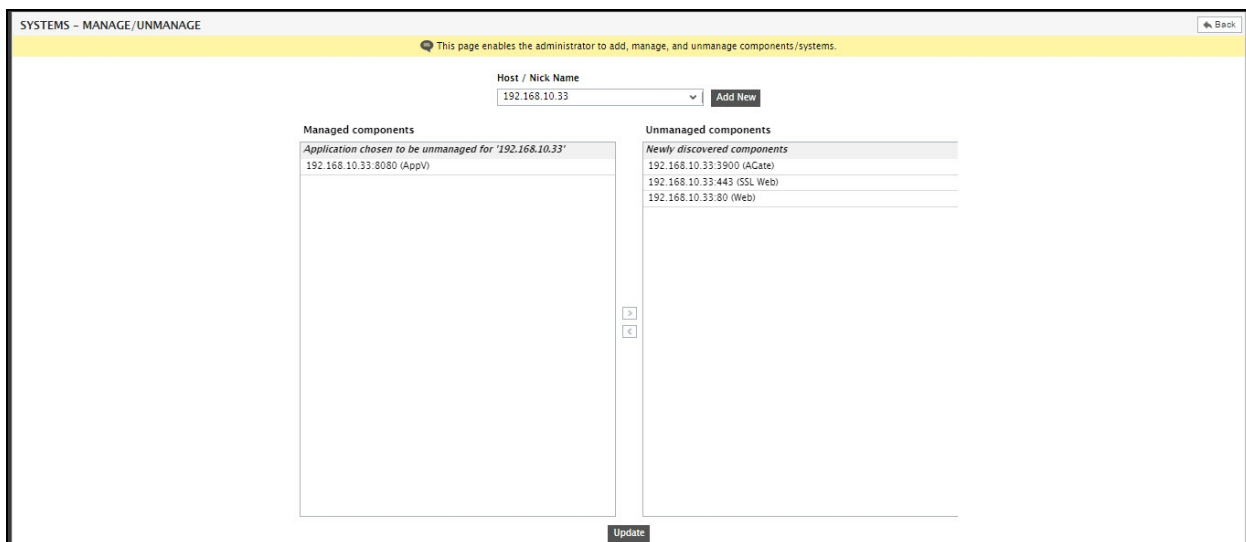 SYSTEMS - MANAGE/UNMANAGE
Back
This page enables the administrator to add, manage, and unmanage components/systems.
Host / Nick Name
192.168.10.33
Add New
Managed components
Application chosen to be unmanaged for '192.168.10.33'
192.168.10.33:8080 (AppV)
Unmanaged components
Newly discovered components
192.168.10.33:3900 (AGate)
192.168.10.33:443 (SSL Web)
192.168.10.33:80 (Web)
>
<
Update